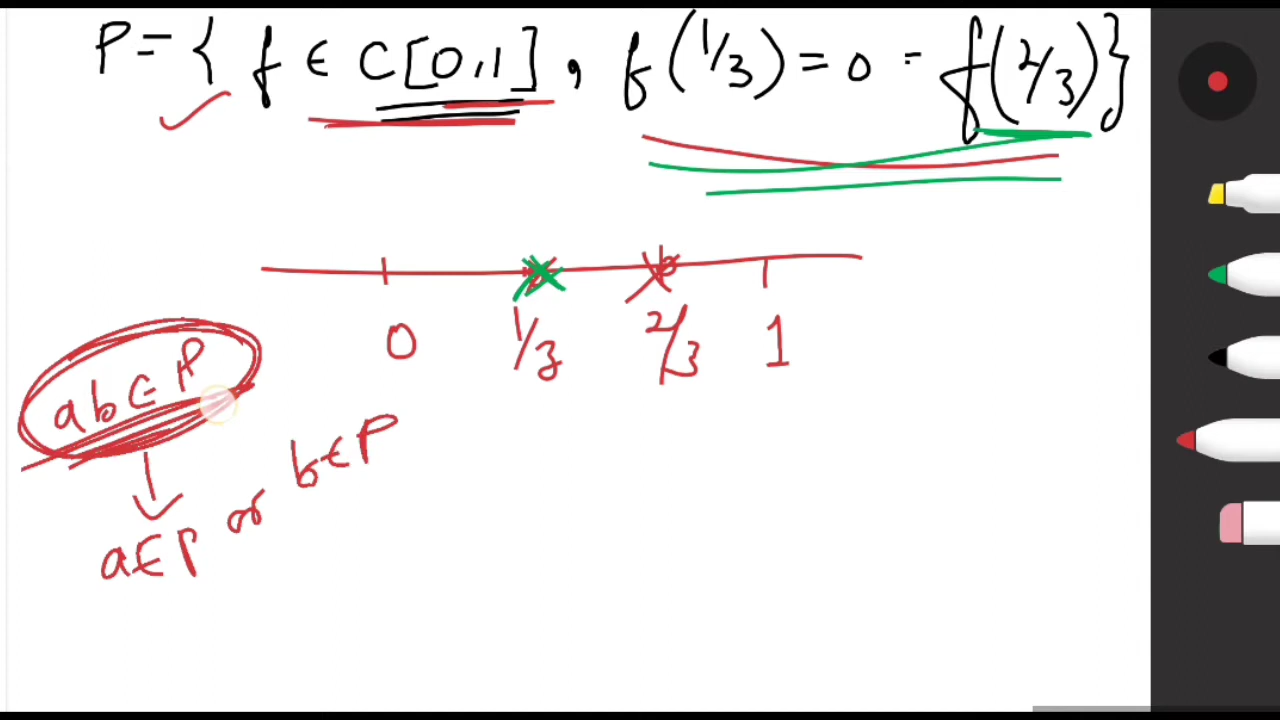 P = { f ∈ C[0,1] , f(1/3) = 0 = f(2/3)}
0 1/3 2/3 1
ab ∈ P
a ∈ P or b ∈ P